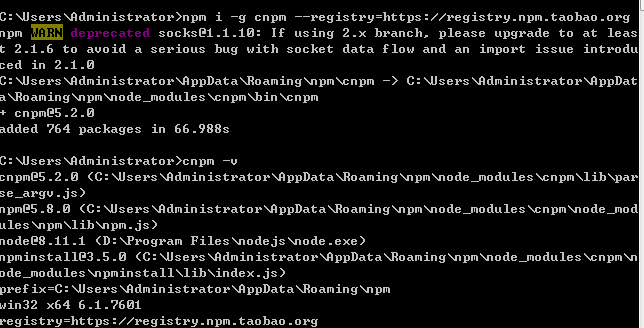 C:\Users\Administrator>npm i -g cnpm --registry=https://registry.npm.taobao.org
npm WARN deprecated socks@1.1.10: If using 2.x branch, please upgrade to at leas
t 2.1.6 to avoid a serious bug with socket data flow and an import issue introdu
ced in 2.1.0
C:\Users\Administrator\AppData\Roaming\npm\cnpm -> C:\Users\Administrator\AppDat
a\Roaming\npm\node_modules\cnpm\bin\cnpm
+ cnpm@5.2.0
added 764 packages in 66.988s
C:\Users\Administrator>cnpm -v
cnpm@5.2.0 (C:\Users\Administrator\AppData\Roaming\npm\node_modules\cnpm\lib\par
se_argv.js)
npm@5.8.0 (C:\Users\Administrator\AppData\Roaming\npm\node_modules\cnpm\node_mod
ules\npm\lib\npm.js)
node@8.11.1 (D:\Program Files\nodejs\node.exe)
npminstall@3.5.0 (C:\Users\Administrator\AppData\Roaming\npm\node_modules\cnpm\n
ode_modules\npminstall\lib\index.js)
prefix=C:\Users\Administrator\AppData\Roaming\npm
win32 x64 6.1.7601
registry=https://registry.npm.taobao.org